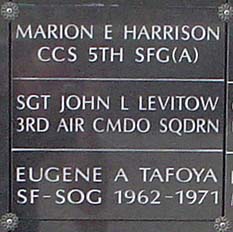 MARION E HARRISON
CCS 5TH SFG(A)
SGT JOHN L LEVITOW
3RD AIR CMDO SQDRN
EUGENE A TAFOYA
SF-SOG 1962-1971